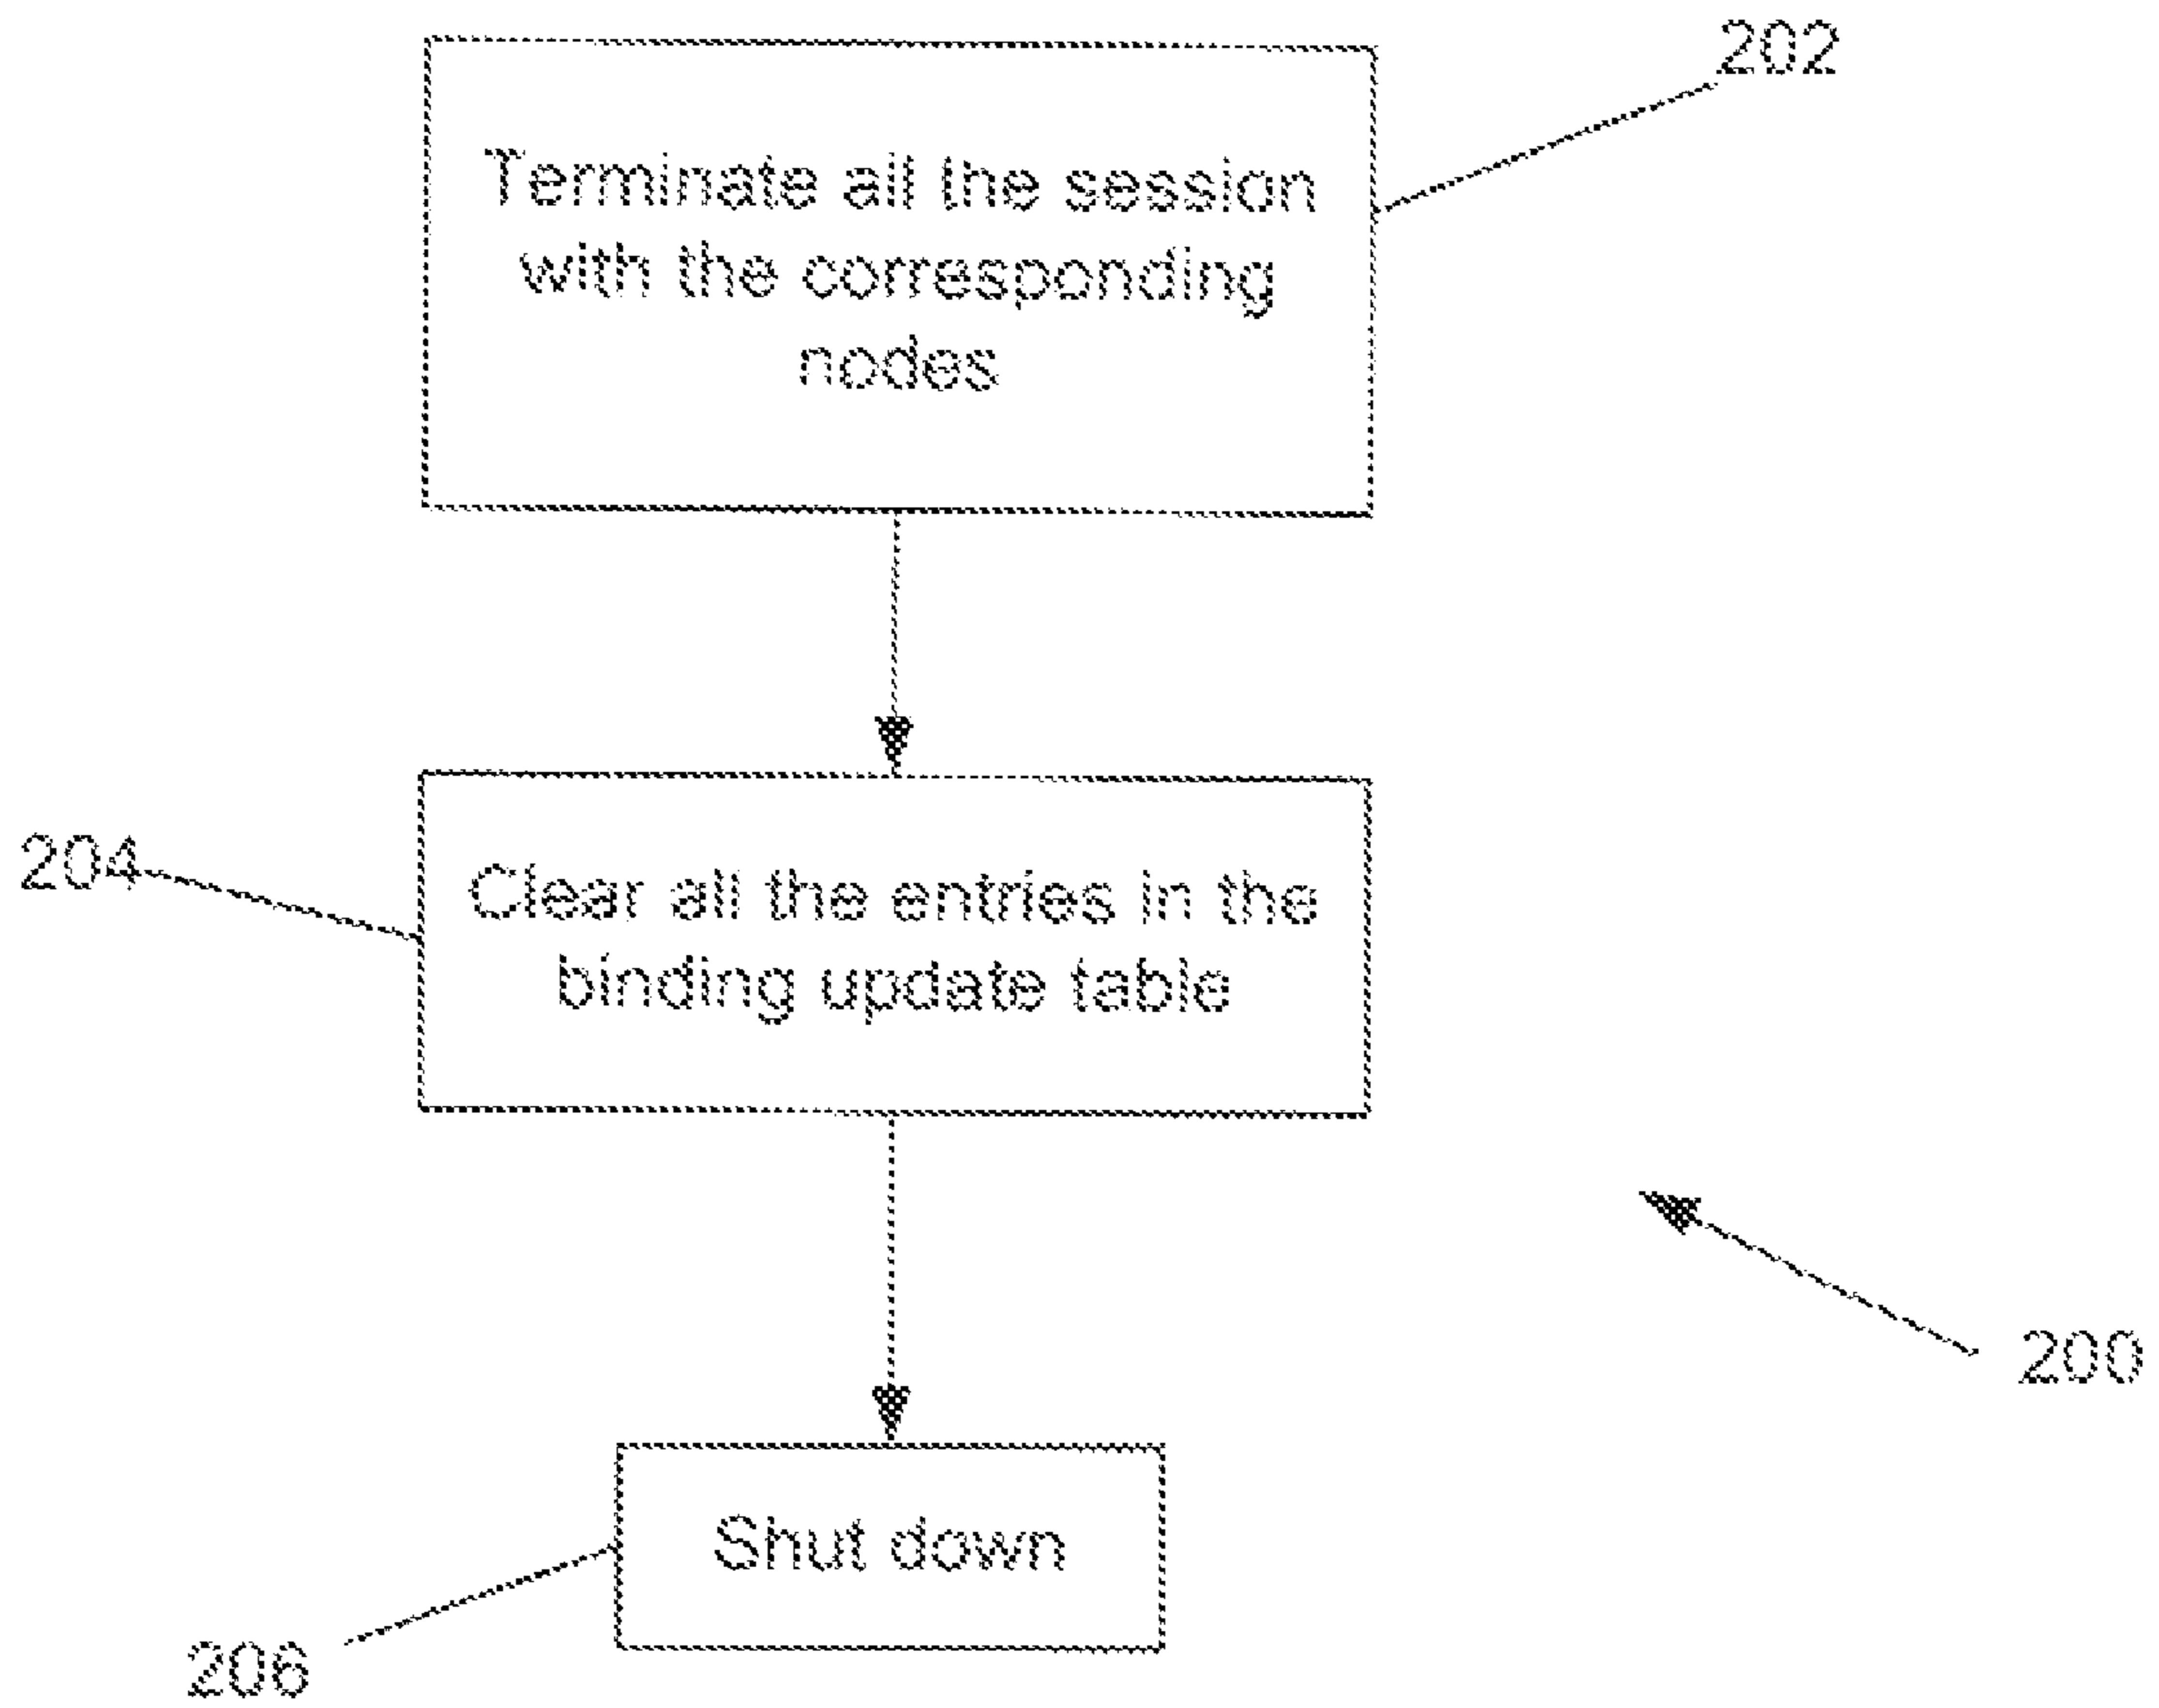 202
Terminate all the session
with the corresponding
nodes
204
Clear all the entries in the
binding update table
200
Shut down
206